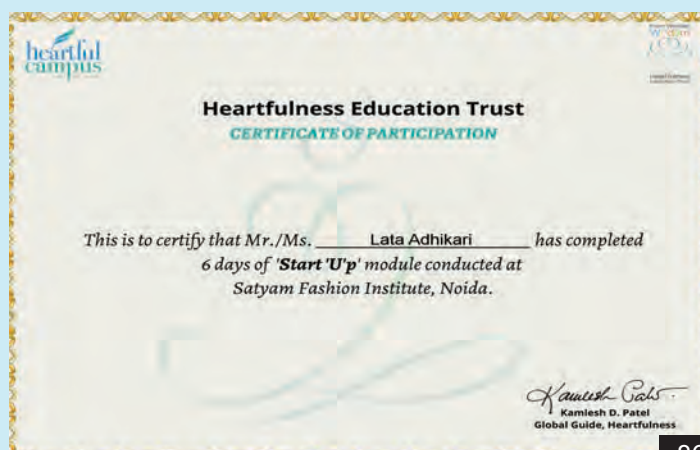 heartful
campus
Heartfulness Education Trust
CERTIFICATE OF PARTICIPATION
This is to certify that Mr./Ms. Lata Adhikari has completed
6 days of 'Start 'U'p' module conducted at
Satyam Fashion Institute, Noida.
Kamlesh D. Patel
Global Guide, Heartfulness